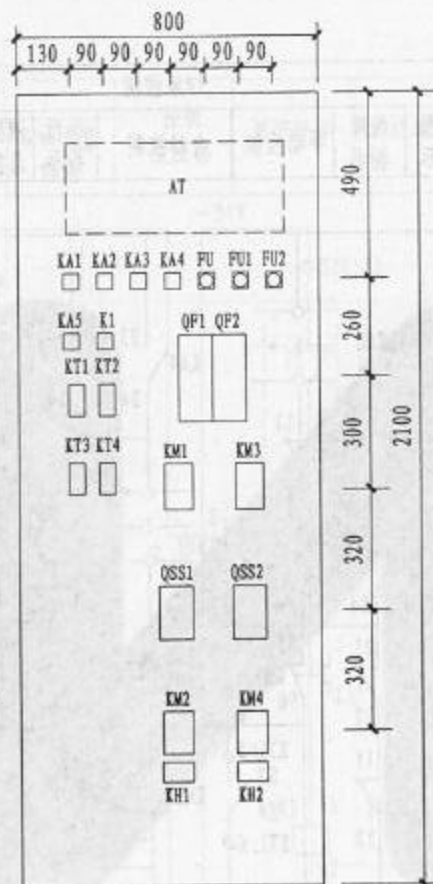 800
130 90 90 90 90 90 90
AT
KA1 KA2 KA3 KA4 FU FU1 FU2
KA5 K1 QF1 QF2
KT1 KT2
KT3 KT4 KM1 KM3
QSS1 QSS2
KM2 KM4
KH1 KH2
490
260
300
320
320
2100